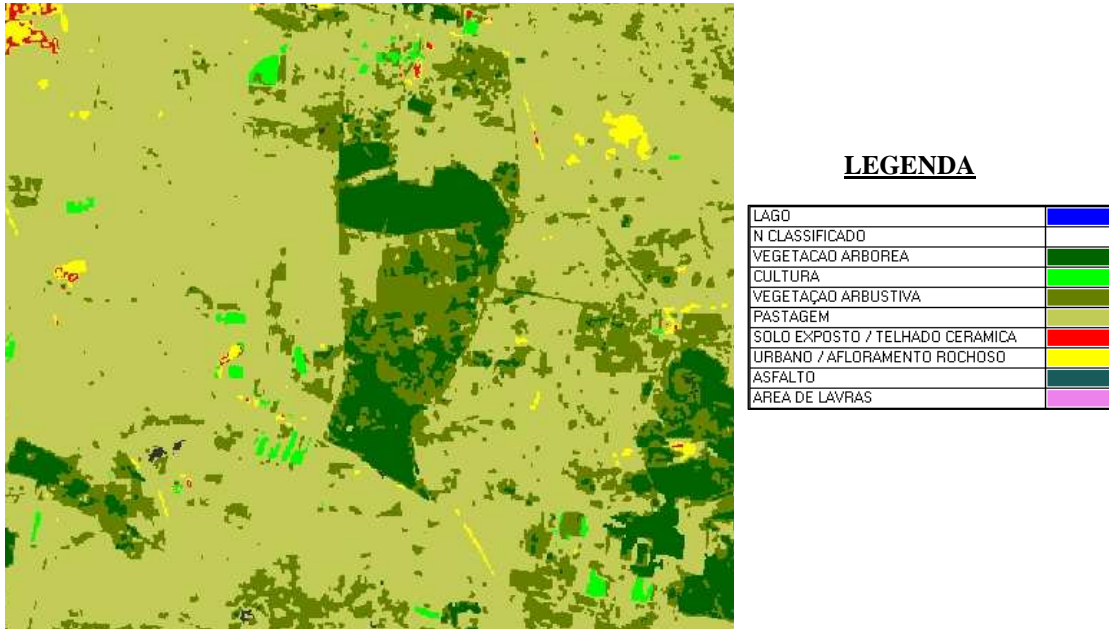 LEGENDA
LAGO
N CLASSIFICADO
VEGETACAO ARBOREA
CULTURA
VEGETAÇAO ARBUSTIVA
PASTAGEM
SOLO EXPOSTO / TELHADO CERAMICA
URBANO / AFLORAMENTO ROCHOSO
ASFALTO
AREA DE LAVRAS